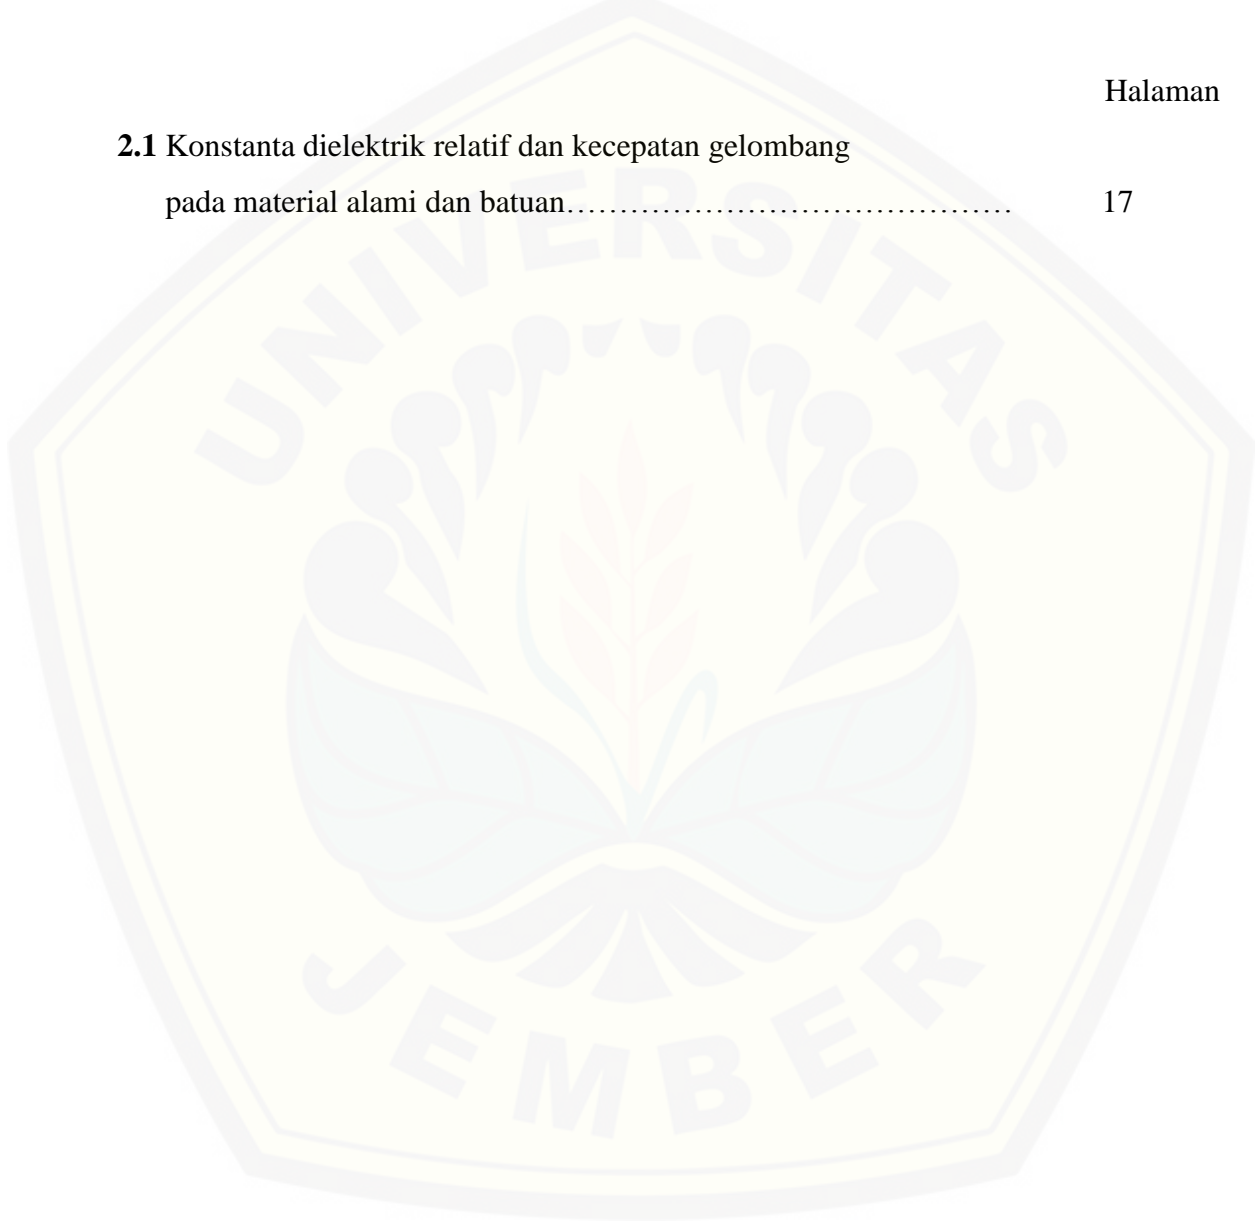 Halaman
2.1 Konstanta dielektrik relatif dan kecepatan gelombang
pada material alami dan batuan………………………………… 17
UNIVERSITAS
JEMBER